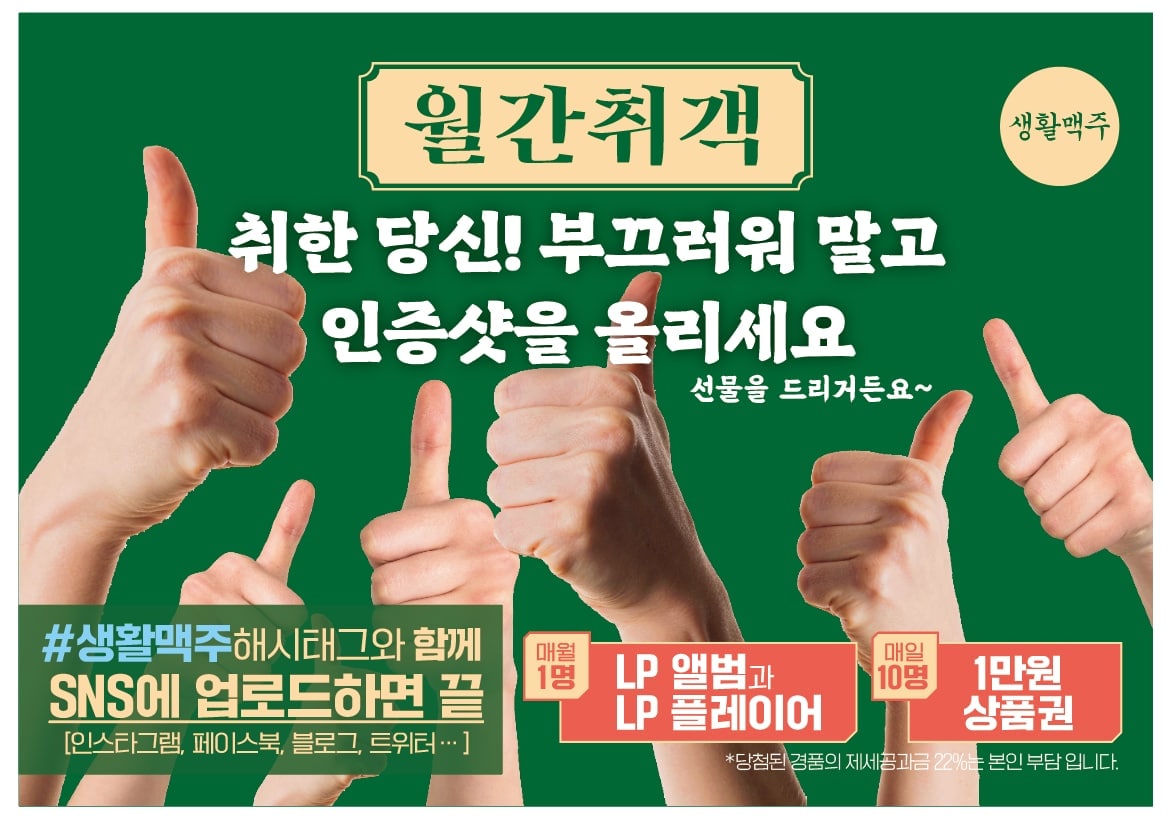 월간취객
생활맥주
취한 당신! 부끄러워 말고
인증샷을 올리세요
선물을 드리거든요~
#생활맥주해시태그와 함께
SNS에 업로드하면 끝
[인스타그램, 페이스북, 블로그, 트위터… ]
매월
1명
LP 앨범과
LP 플레이어
매일
10명
1만원
상품권
*당첨된 경품의 제세공과금 22%는 본인 부담 입니다.